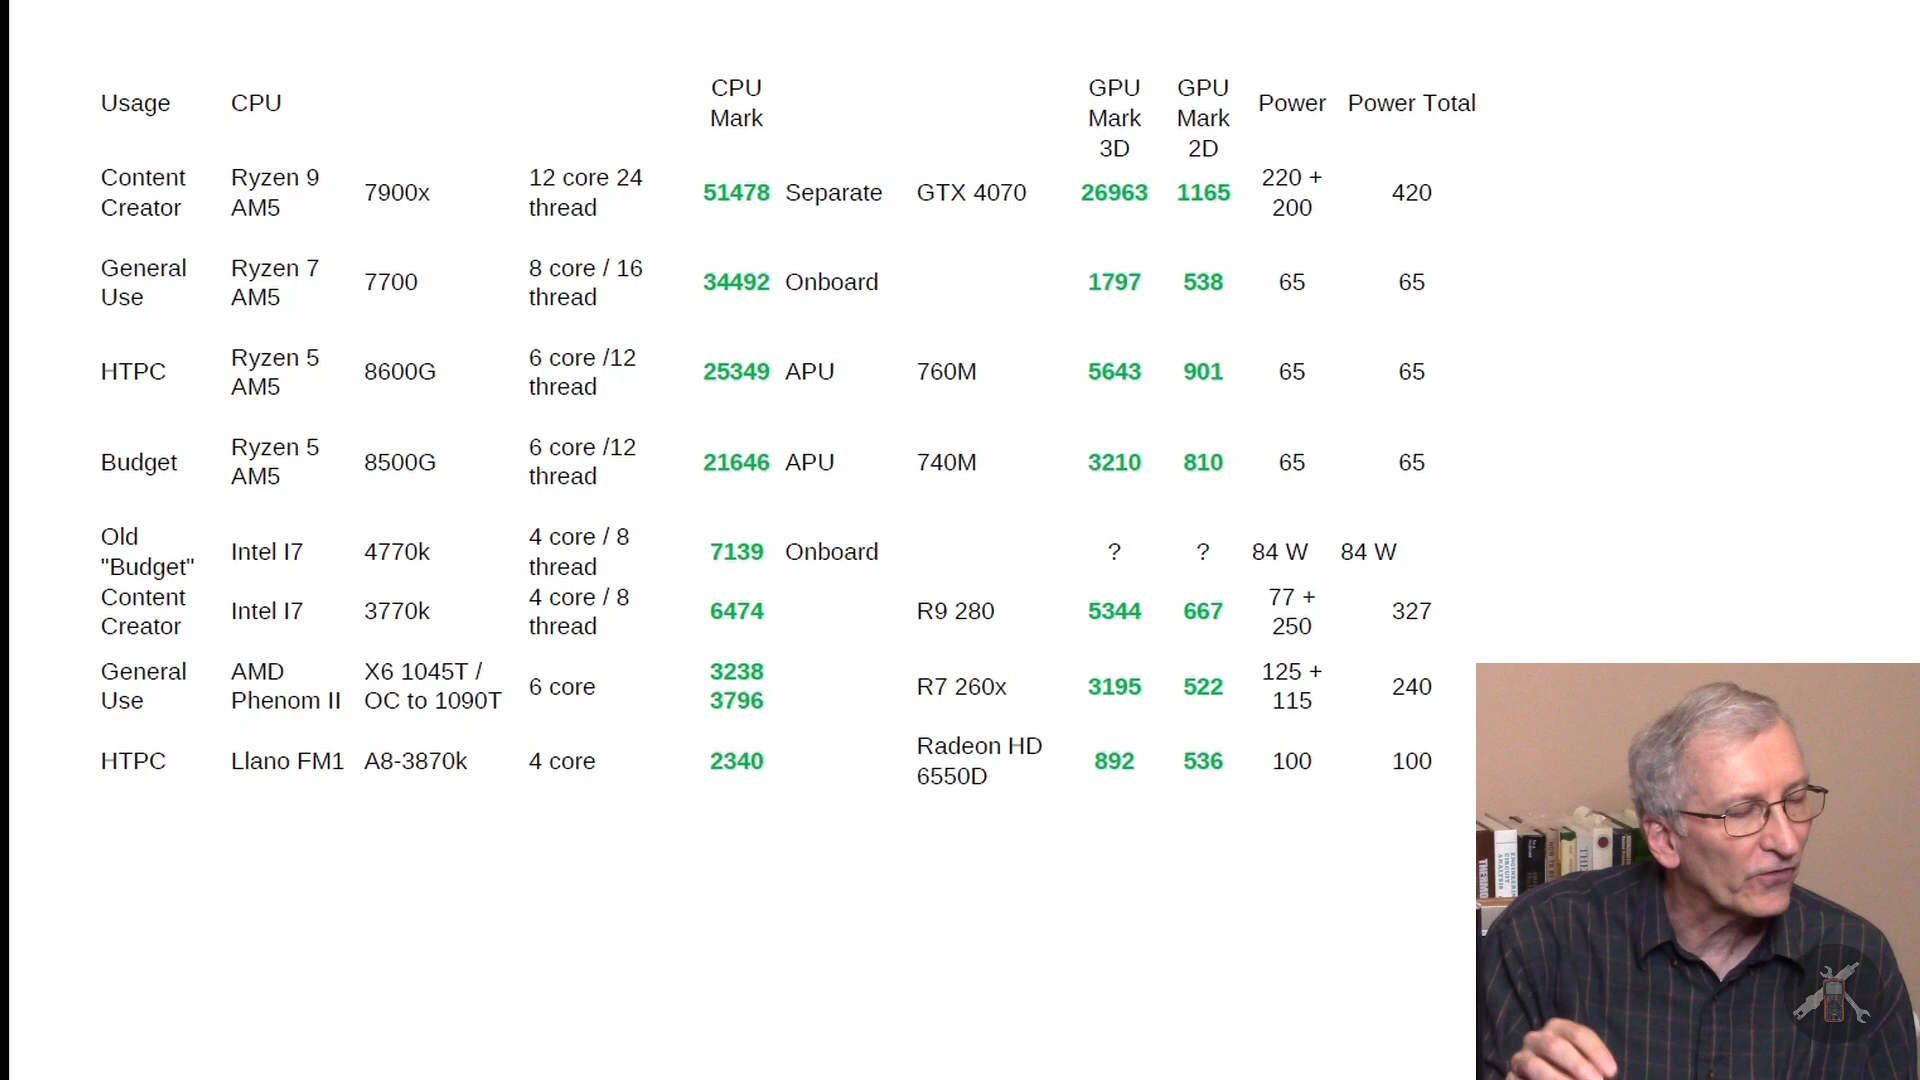 Usage CPU CPU Mark GPU Mark 3D GPU Mark 2D Power Power Total
Content Creator Ryzen 9 AM5 7900x 12 core 24 thread 51478 Separate GTX 4070 26963 1165 220 + 200 420
General Use Ryzen 7 AM5 7700 8 core / 16 thread 34492 Onboard 1797 538 65 65
HTPC Ryzen 5 AM5 8600G 6 core /12 thread 25349 APU 760M 5643 901 65 65
Budget Ryzen 5 AM5 8500G 6 core /12 thread 21646 APU 740M 3210 810 65 65
Old "Budget" Intel I7 4770k 4 core / 8 thread 7139 Onboard ? ? 84 W 84 W
Content Creator Intel I7 3770k 4 core / 8 thread 6474 R9 280 5344 667 77 + 250 327
General Use AMD Phenom II X6 1045T / OC to 1090T 6 core 3238 3796 R7 260x 3195 522 125 + 115 240
HTPC Llano FM1 A8-3870k 4 core 2340 Radeon HD 6550D 892 536 100 100
THERMO
ENGINEERING CIRCUIT ANALYSIS